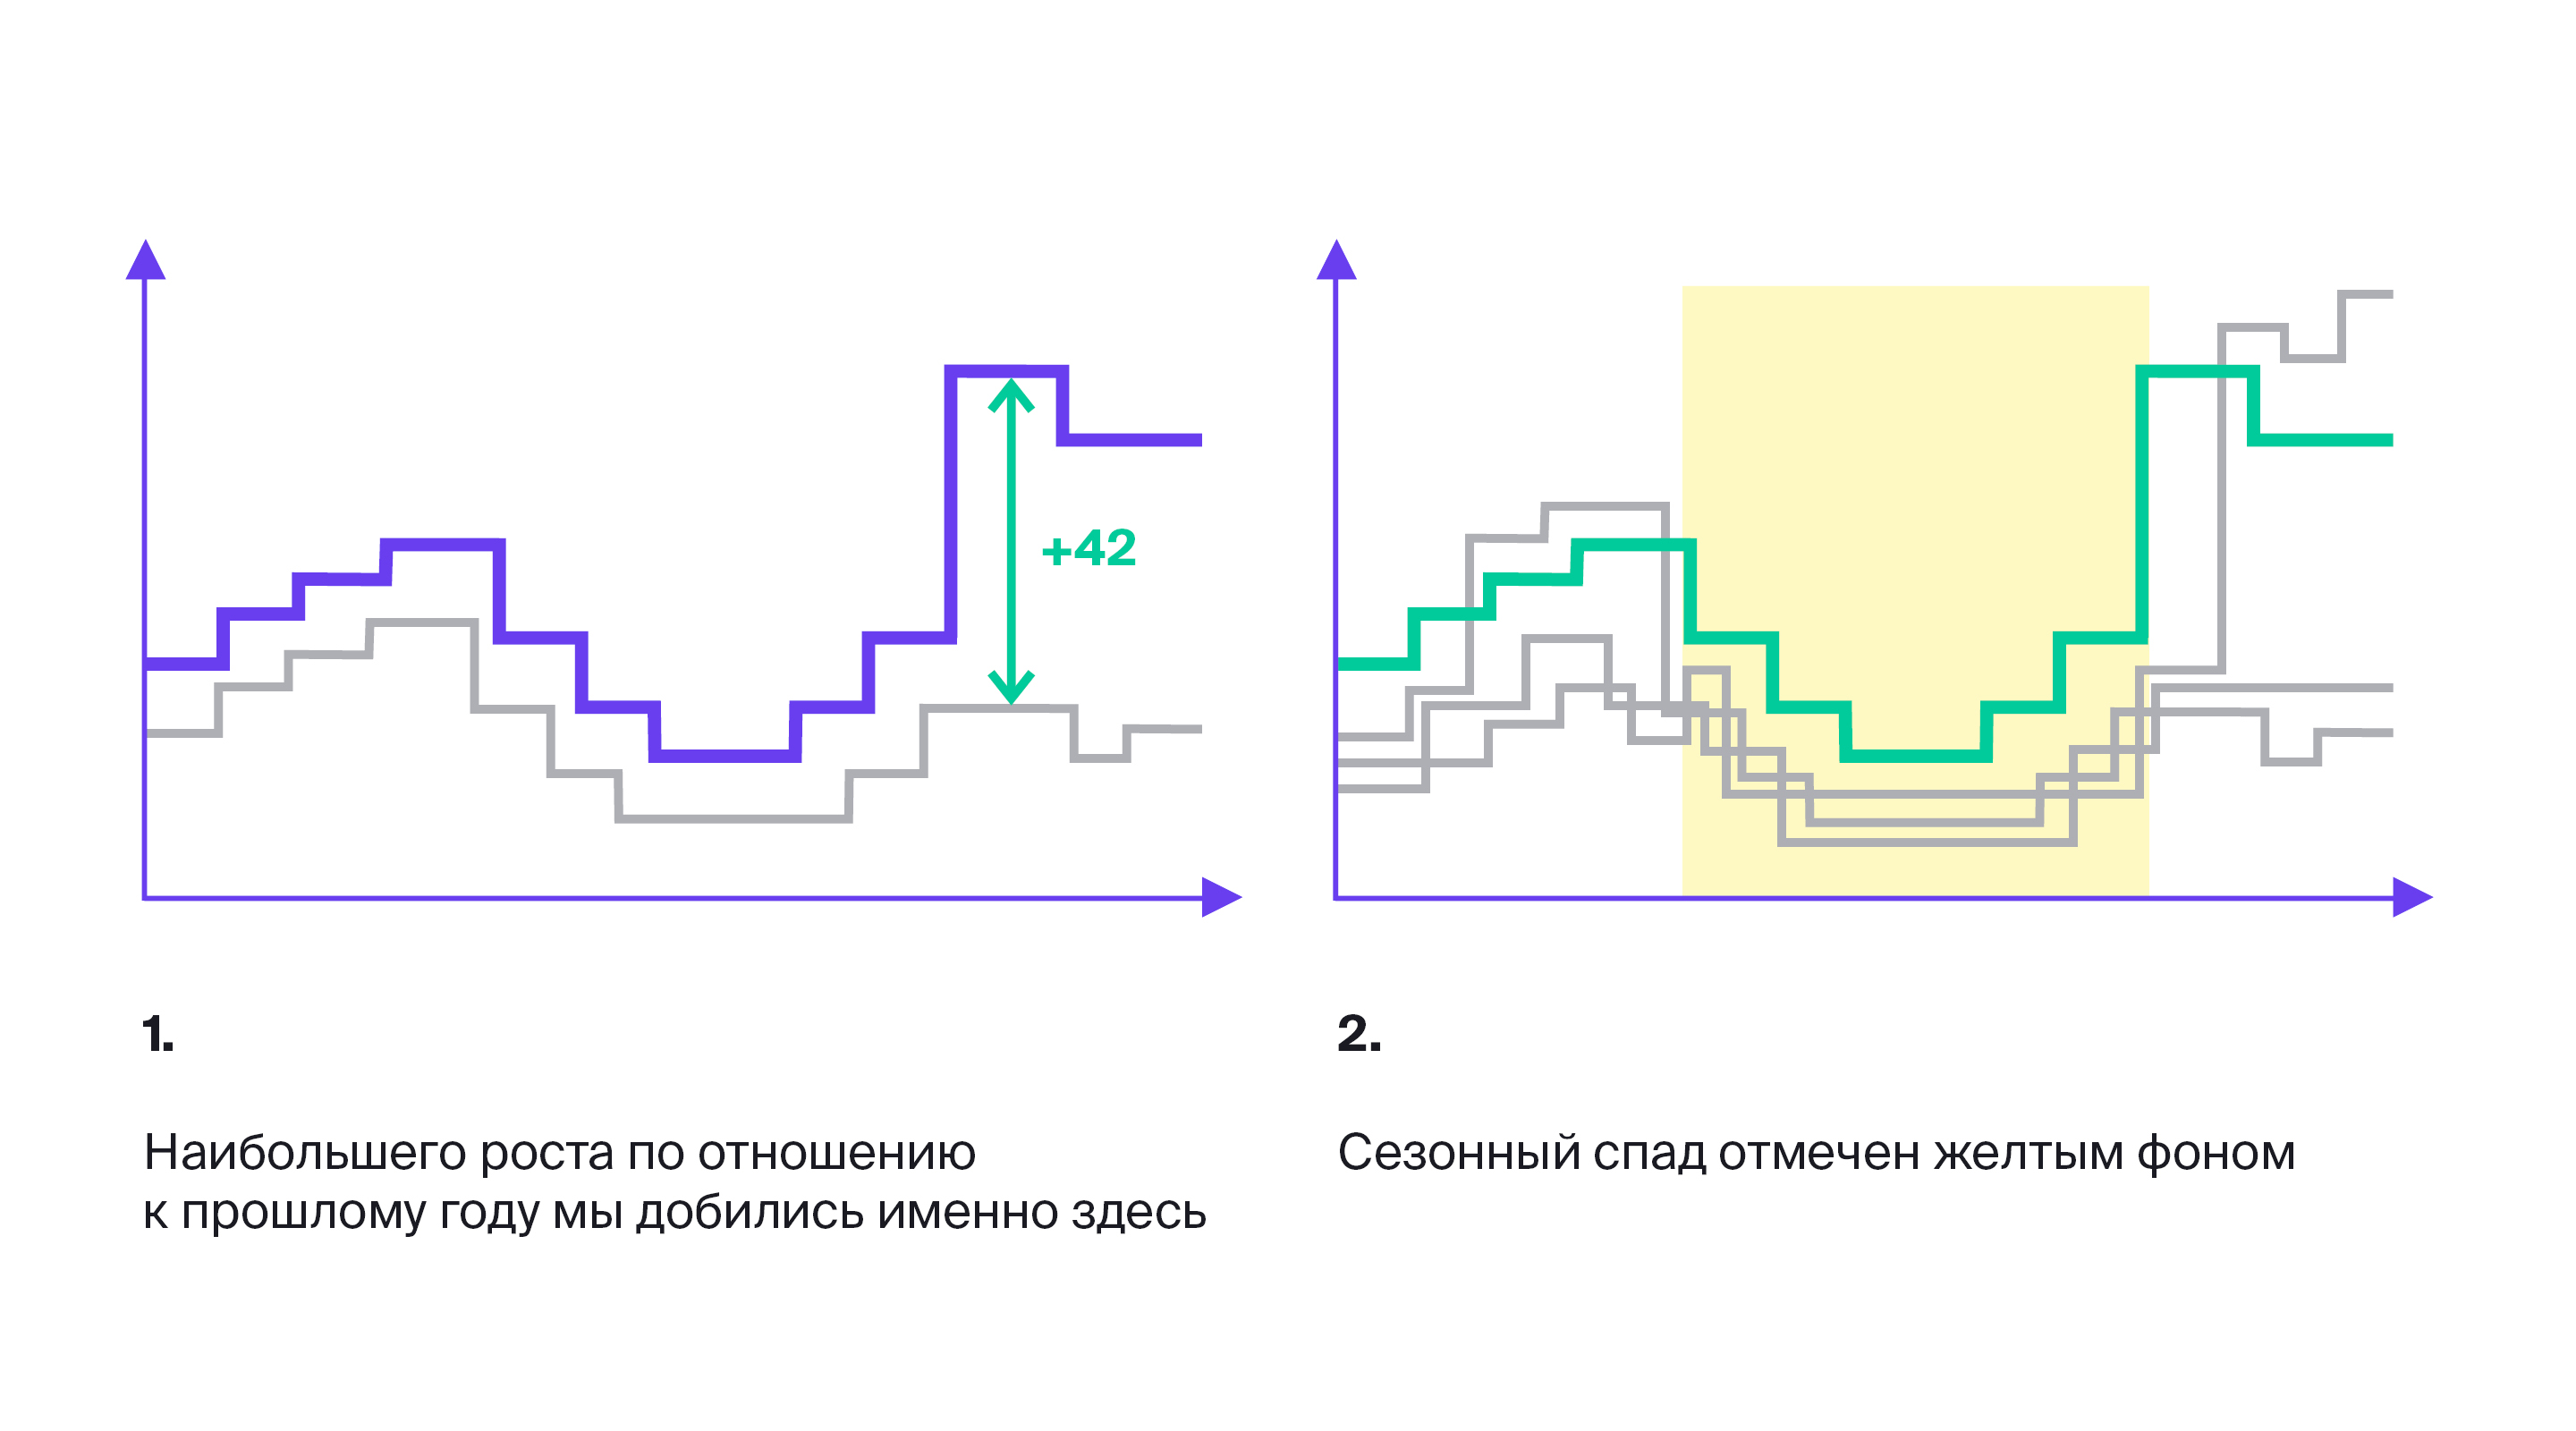 +42
1.
Наибольшего роста по отношению
к прошлому году мы добились именно здесь
2.
Сезонный спад отмечен желтым фоном